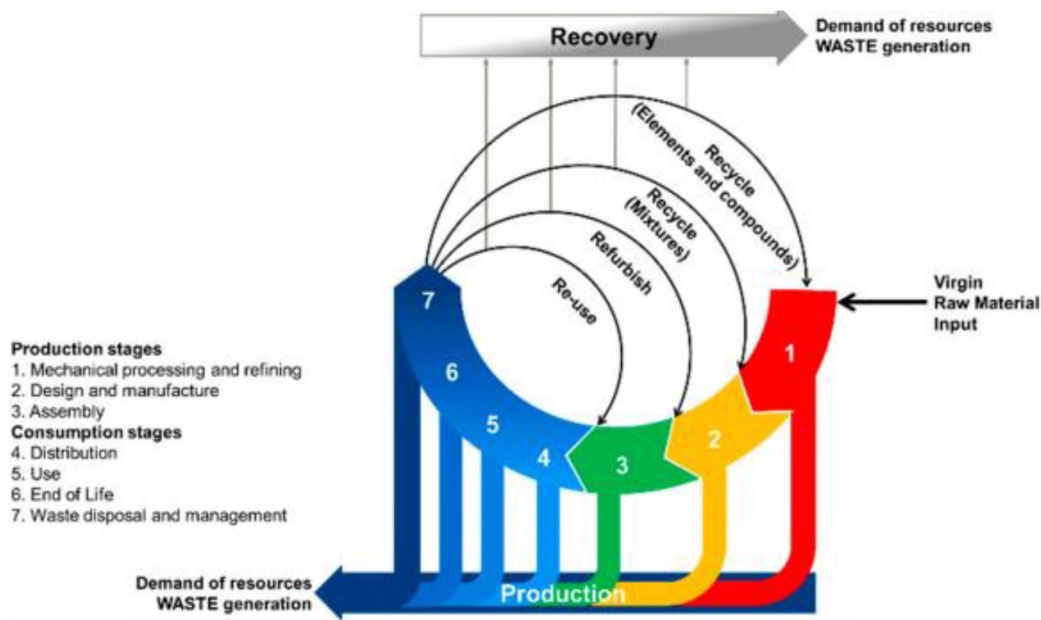 Recovery
Demand of resources
WASTE generation
Recycle
(Elements and compounds)
Recycle
(Mixtures)
Refurbish
Re-use
Virgin
Raw Material
Input
1
2
3
4
5
6
7
Production stages
1. Mechanical processing and refining
2. Design and manufacture
3. Assembly
Consumption stages
4. Distribution
5. Use
6. End of Life
7. Waste disposal and management
Demand of resources
WASTE generation
Production